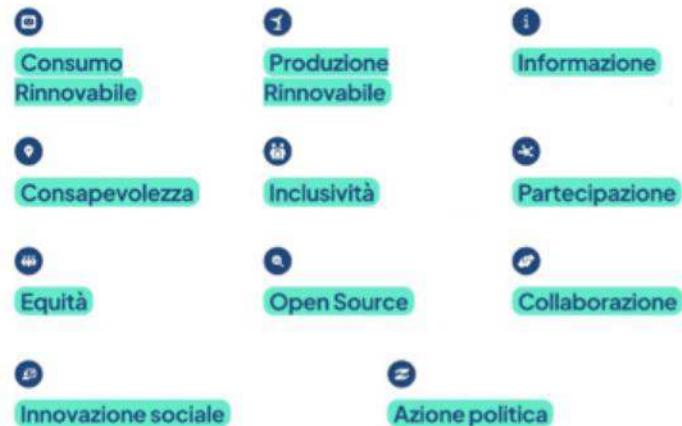 Consumo
Rinnovabile
Produzione
Rinnovabile
Informazione
Consapevolezza
Inclusività
Partecipazione
Equità
Open Source
Collaborazione
Innovazione sociale
Azione politica